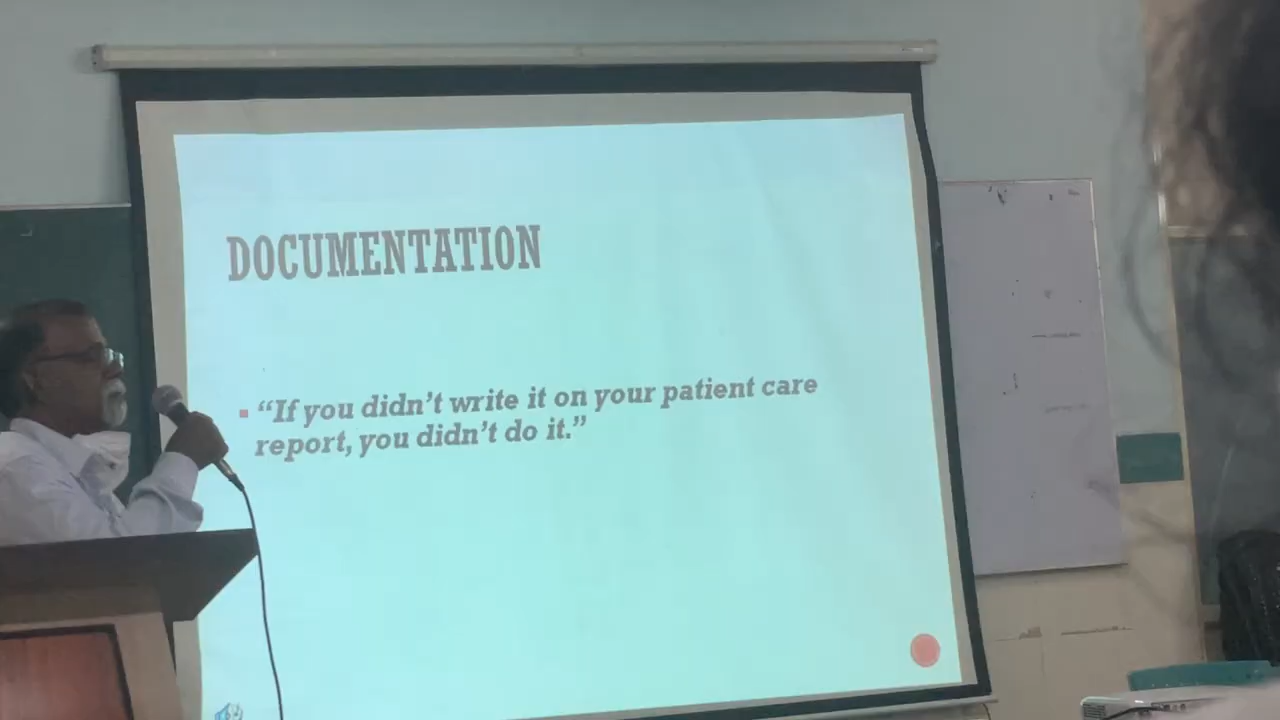 DOCUMENTATION
“If you didn’t write it on your patient care
report, you didn’t do it.”